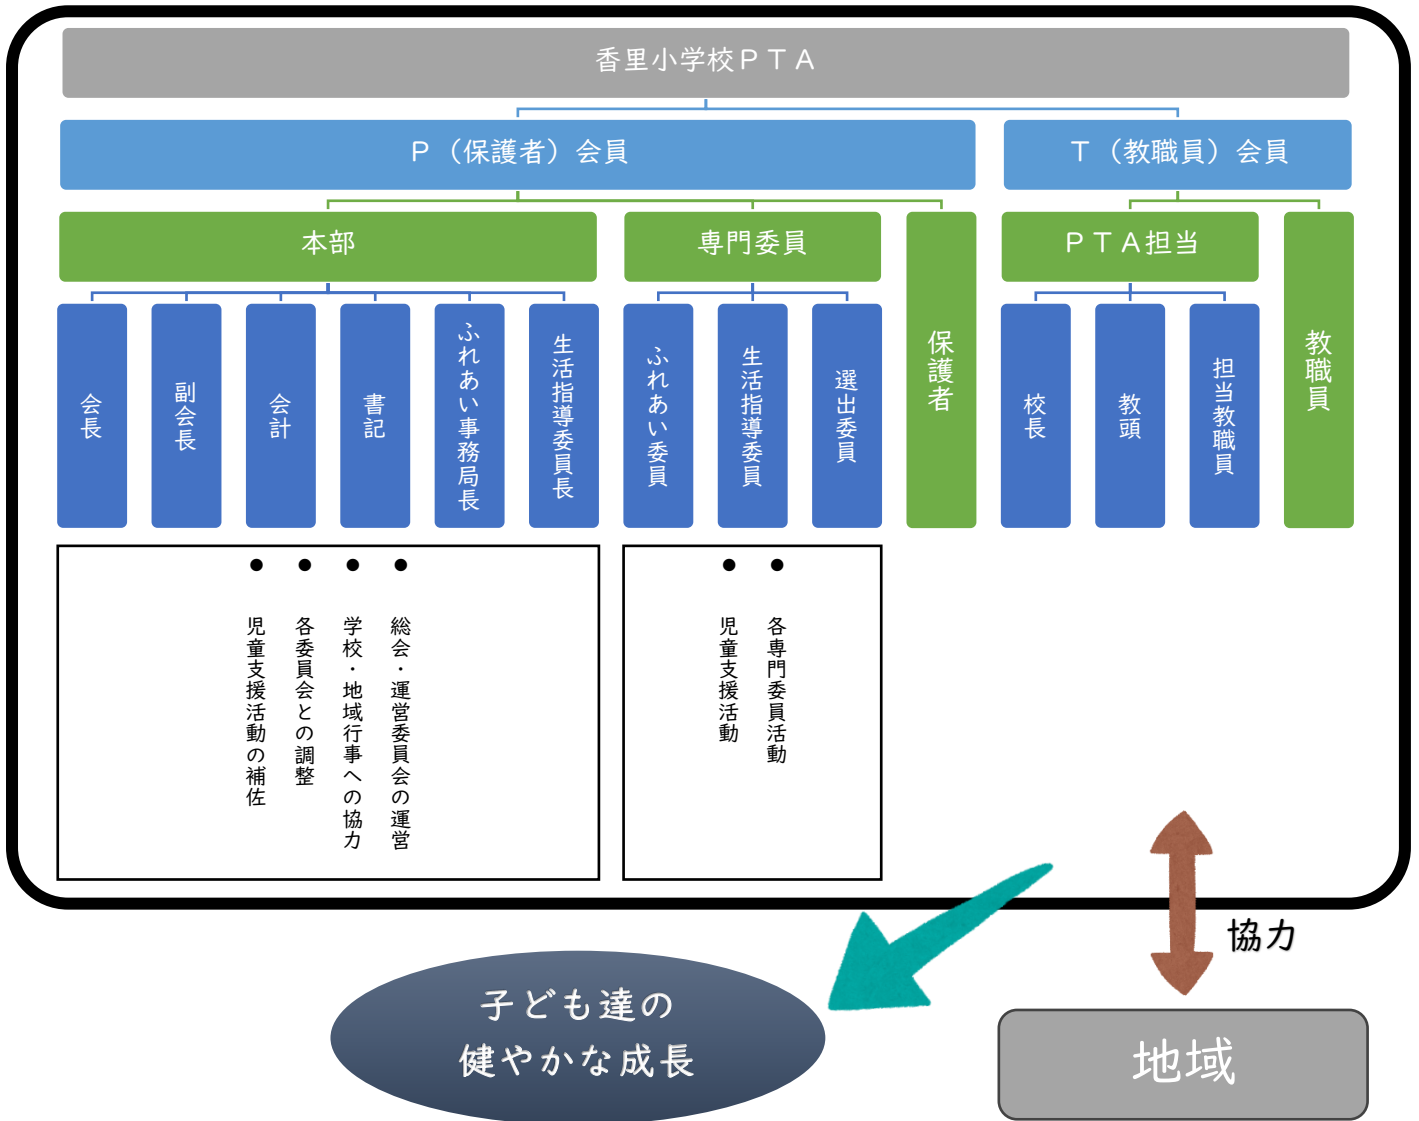 香里小学校ＰＴＡ
Ｐ（保護者）会員
Ｔ（教職員）会員
本部
専門委員
保護者
ＰＴＡ担当
教職員
会長
副会長
会計
書記
ふれあい事務局長
生活指導委員長
ふれあい委員
生活指導委員
選出委員
校長
教頭
担当教職員
● 総会・運営委員会の運営
● 学校・地域行事への協力
● 各委員会との調整
● 児童支援活動の補佐
● 各専門委員活動
● 児童支援活動
協力
子ども達の
健やかな成長
地域